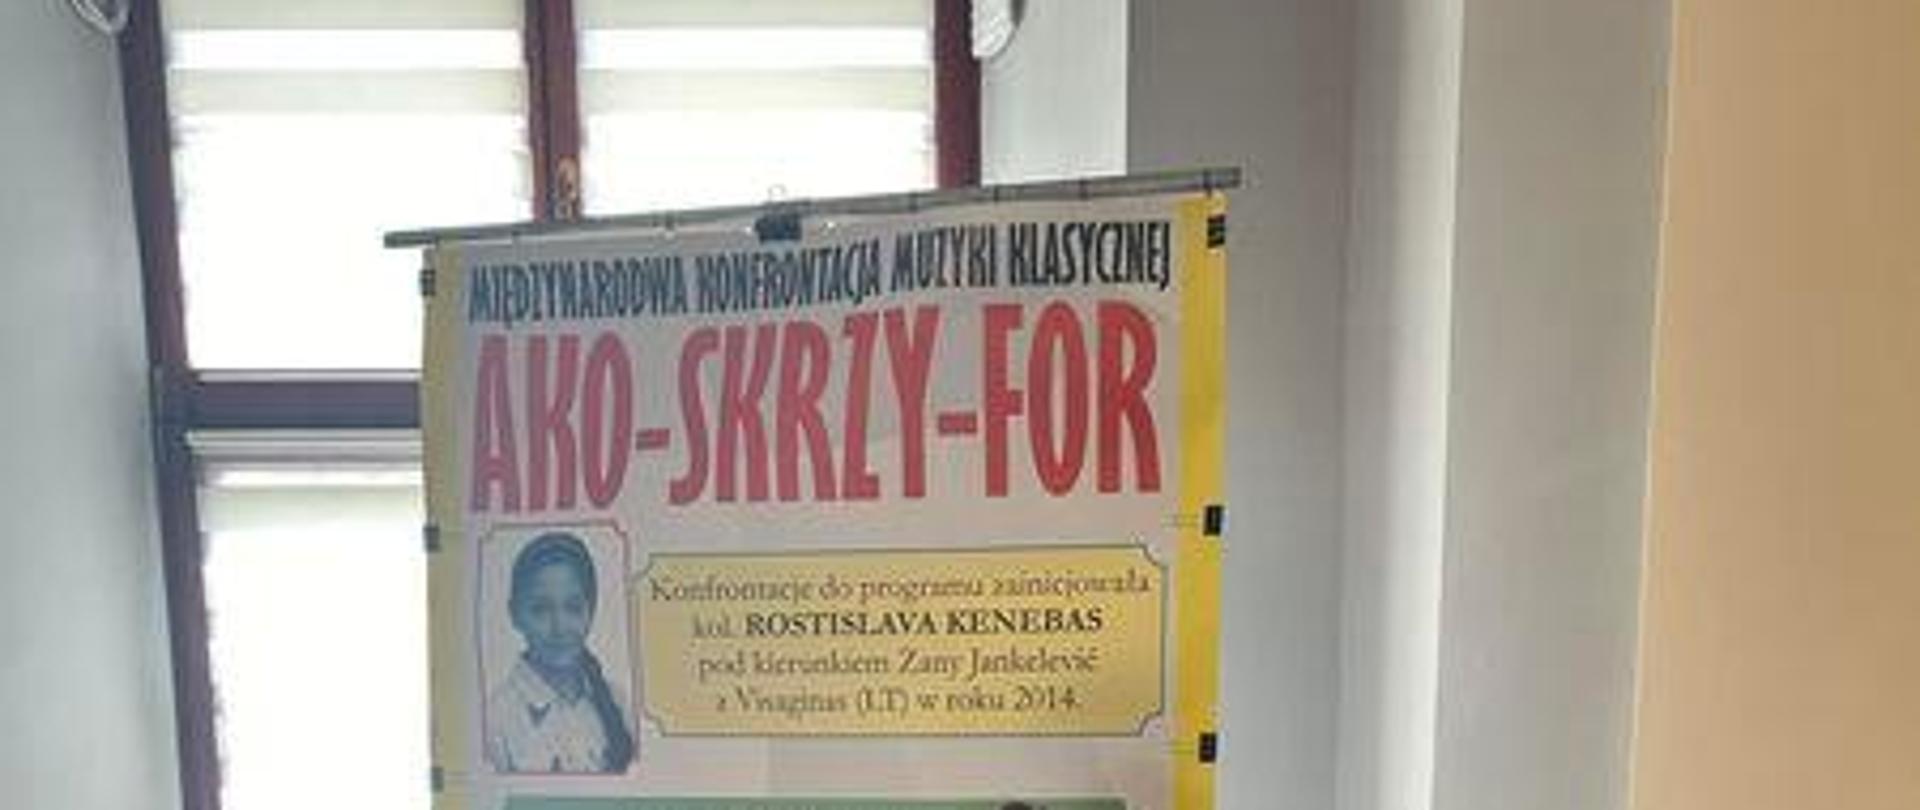 MIĘDZYNARODWA KONFRONTACJA MUZYKI KLASYCZNEJ
AKO-SKRZY-FOR
Konfrontacje do programu zainicjowała
kol. ROSTISLAVA KENEBAS
pod kierunkiem Żany Jankelević
z Visaginas (LT) w roku 2014.